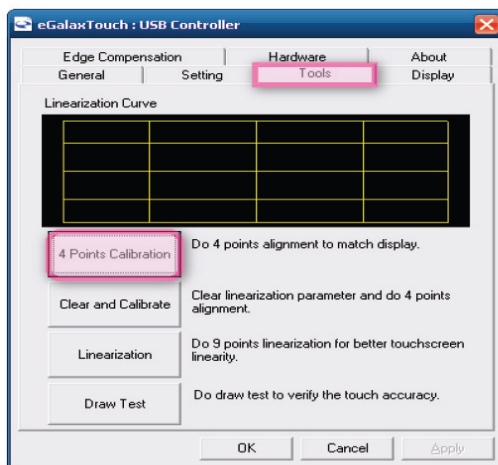 eGalaxTouch : USB Controller
Edge Compensation Hardware About
General Setting Tools Display
Linearization Curve
4 Points Calibration
Do 4 points alignment to match display.
Clear and Calibrate
Clear linearization parameter and do 4 points
alignment.
Linearization
Do 9 points linearization for better touchscreen
linearity.
Draw Test
Do draw test to verify the touch accuracy.
OK Cancel Apply